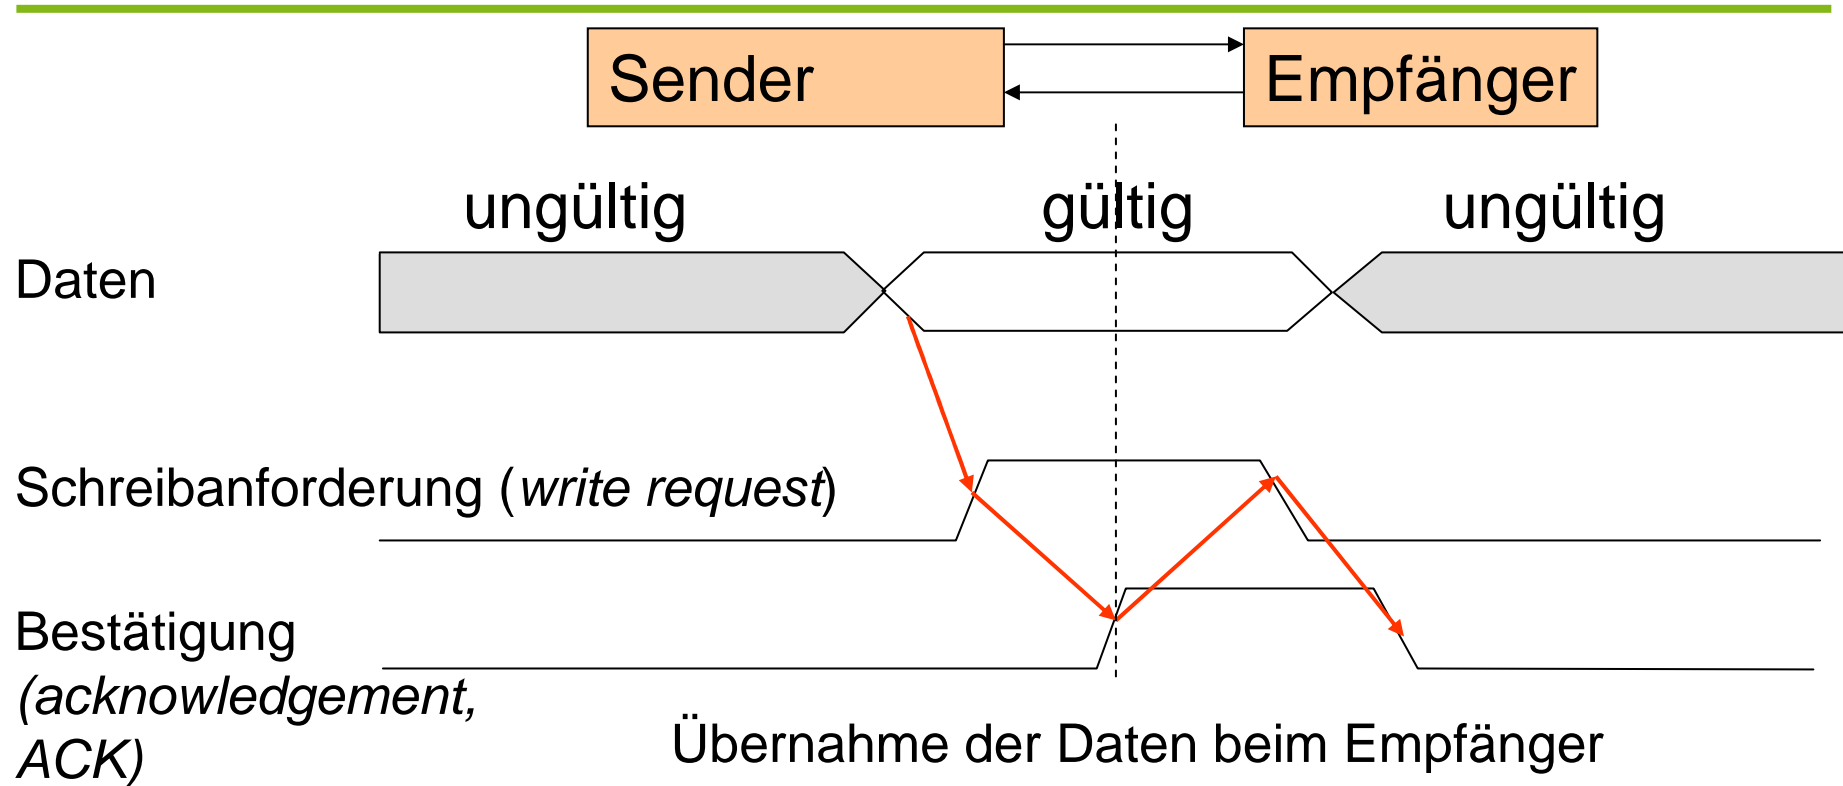 Sender
Empfänger
ungültig
gültig
ungültig
Daten
Schreibanforderung (write request)
Bestätigung
(acknowledgement,
ACK)
Übernahme der Daten beim Empfänger